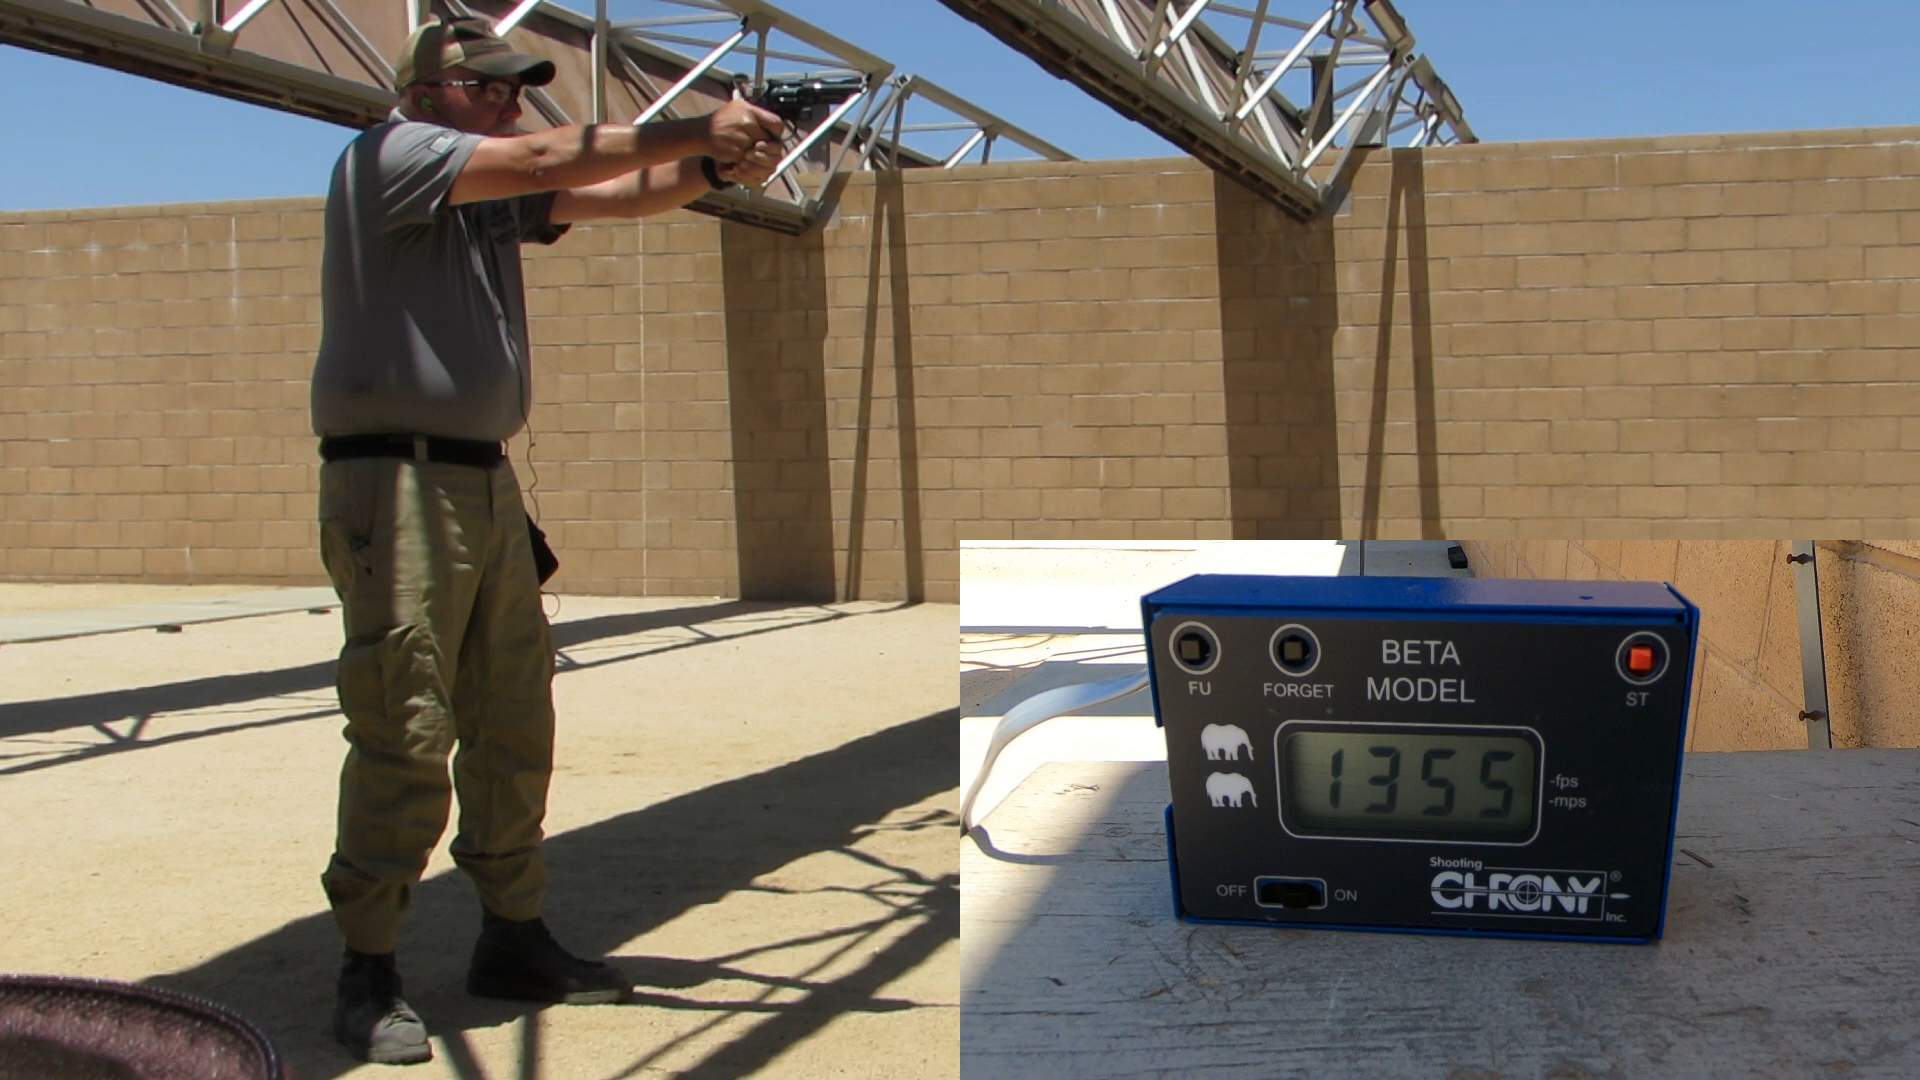 BETA
MODEL
FU
FORGET
ST
1355
-fps
-mps
Shooting
CHRONY®
Inc.
OFF
ON